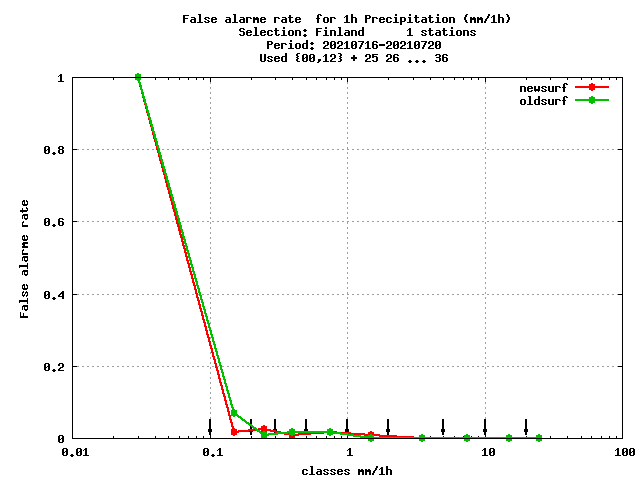 False alarme rate  for 1h Precipitation (mm/1h)
Selection: Finland      1 stations
Period: 20210716-20210720
Used {00,12} + 25 26 ... 36
newsurf
oldsurf
1
0.8
0.6
0.4
0.2
0
False alarme rate
0.01 0.1 1 10 100
classes mm/1h